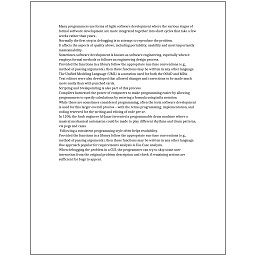 Many programmers use forms of Agile software development where the various stages of
formal software development are more integrated together into short cycles that take a few
weeks rather than years.
Normally the first step in debugging is to attempt to reproduce the problem.
It affects the aspects of quality above, including portability, usability and most importantly
maintainability.
Sometimes software development is known as software engineering, especially when it
employs formal methods or follows an engineering design process.
Provided the functions in a library follow the appropriate run-time conventions (e.g.,
method of passing arguments), then these functions may be written in any other language.
The Unified Modeling Language (UML) is a notation used for both the OOAD and MDA.
Text editors were also developed that allowed changes and corrections to be made much
more easily than with punched cards.
Scripting and breakpointing is also part of this process.
Compilers harnessed the power of computers to make programming easier by allowing
programmers to specify calculations by entering a formula using infix notation.
While these are sometimes considered programming, often the term software development
is used for this larger overall process – with the terms programming, implementation, and
coding reserved for the writing and editing of code per se.
In 1206, the Arab engineer Al-Jazari invented a programmable drum machine where a
musical mechanical automaton could be made to play different rhythms and drum patterns,
via pegs and cams.
Following a consistent programming style often helps readability.
Provided the functions in a library follow the appropriate run-time conventions (e.g.,
method of passing arguments), then these functions may be written in any other language.
One approach popular for requirements analysis is Use Case analysis.
When debugging the problem in a GUI, the programmer can try to skip some user
interaction from the original problem description and check if remaining actions are
sufficient for bugs to appear.